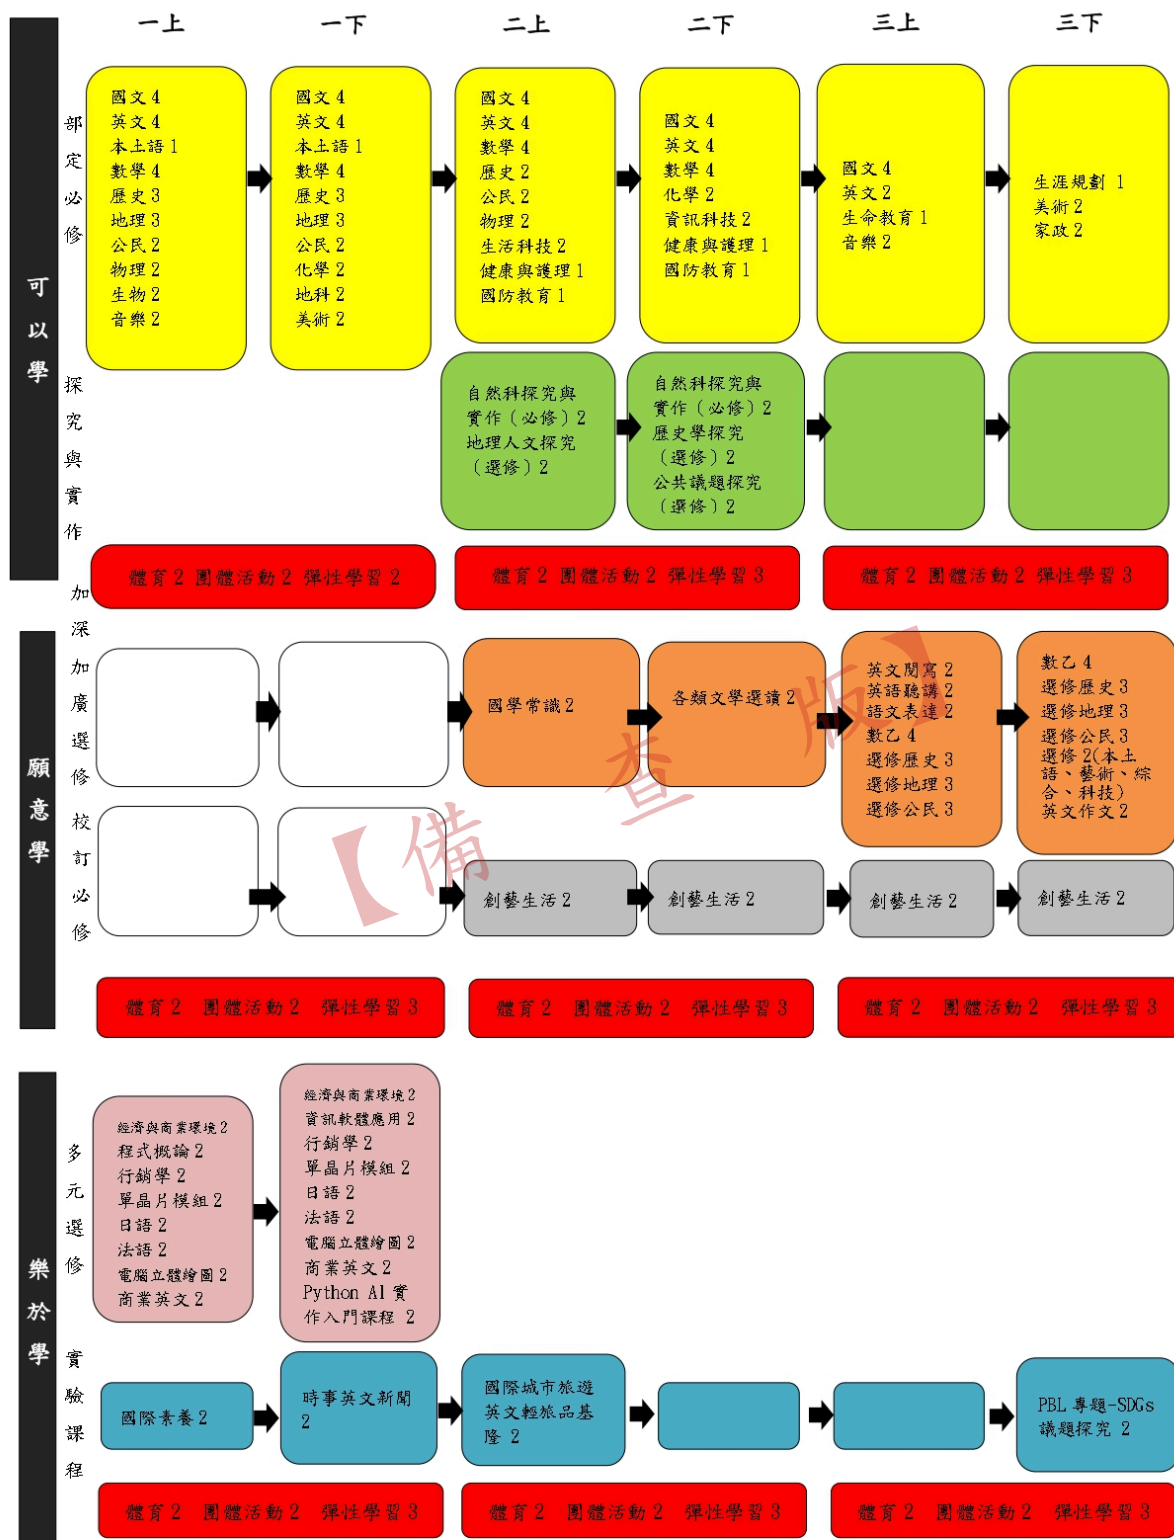 一上
一下
二上
二下
三上
三下
可以學
部定必修
國文 4
英文 4
本土語 1
數學 4
歷史 3
地理 3
公民 2
物理 2
生物 2
音樂 2
國文 4
英文 4
本土語 1
數學 4
歷史 3
地理 3
公民 2
化學 2
地科 2
美術 2
國文 4
英文 4
數學 4
歷史 2
公民 2
物理 2
生活科技 2
健康與護理 1
國防教育 1
國文 4
英文 4
數學 4
化學 2
資訊科技 2
健康與護理 1
國防教育 1
國文 4
英文 2
生命教育 1
音樂 2
生涯規劃 1
美術 2
家政 2
探究與實作
自然科探究與
實作（必修）2
地理人文探究
（選修）2
自然科探究與
實作（必修）2
歷史學探究
（選修）2
公共議題探究
（選修）2
體育 2 團體活動 2 彈性學習 2
體育 2 團體活動 2 彈性學習 3
體育 2 團體活動 2 彈性學習 3
願意學
加深加廣選修
國學常識 2
各類文學選讀 2
英文閱寫 2
英語聽講 2
語文表達 2
數乙 4
選修歷史 3
選修地理 3
選修公民 3
數乙 4
選修歷史 3
選修地理 3
選修公民 3
選修 2(本土
語、藝術、綜
合、科技)
英文作文 2
校訂必修
創藝生活 2
創藝生活 2
創藝生活 2
創藝生活 2
體育 2 團體活動 2 彈性學習 3
體育 2 團體活動 2 彈性學習 3
體育 2 團體活動 2 彈性學習 3
【備查版】
樂於學
多元選修
經濟與商業環境 2
程式概論 2
行銷學 2
單晶片模組 2
日語 2
法語 2
電腦立體繪圖 2
商業英文 2
經濟與商業環境 2
資訊軟體應用 2
行銷學 2
單晶片模組 2
日語 2
法語 2
電腦立體繪圖 2
商業英文 2
Python AI 實
作入門課程 2
實驗課程
國際素養 2
時事英文新聞
2
國際城市旅遊
英文輕旅品基
隆 2
PBL 專題-SDGs
議題探究 2
體育 2 團體活動 2 彈性學習 3
體育 2 團體活動 2 彈性學習 3
體育 2 團體活動 2 彈性學習 3